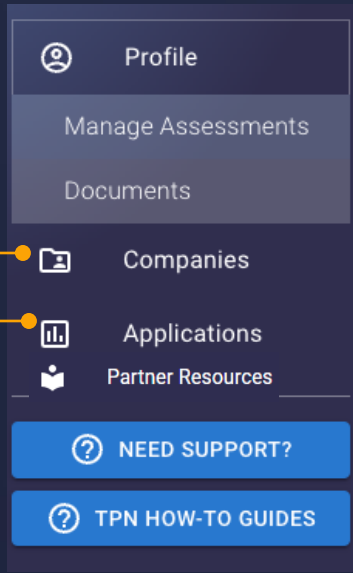 Profile
Manage Assessments
Documents
Companies
Applications
Partner Resources
NEED SUPPORT?
TPN HOW-TO GUIDES